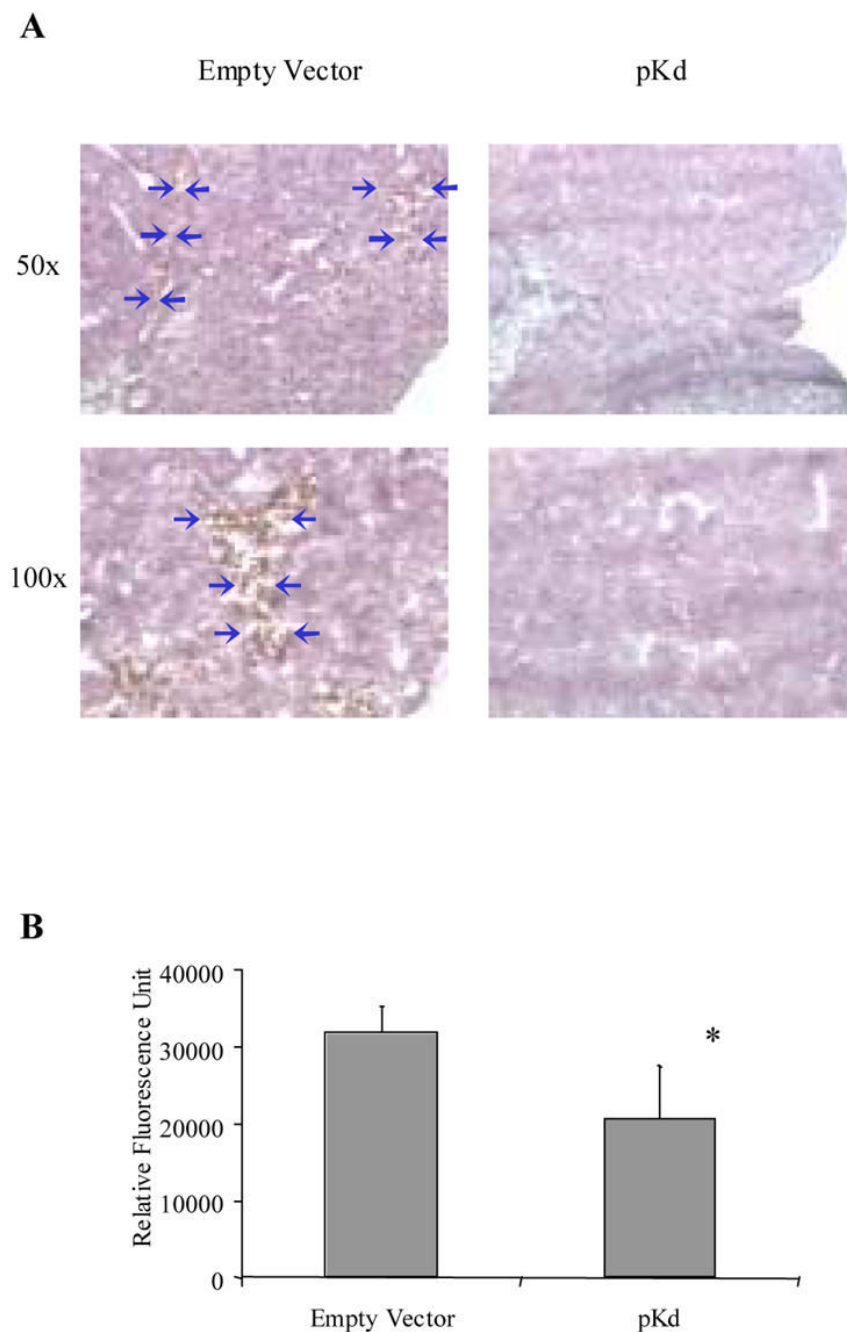 A
Empty Vector pKd
50x
100x
B
Relative Fluorescence Unit
40000
30000
20000
10000
0
*
Empty Vector pKd